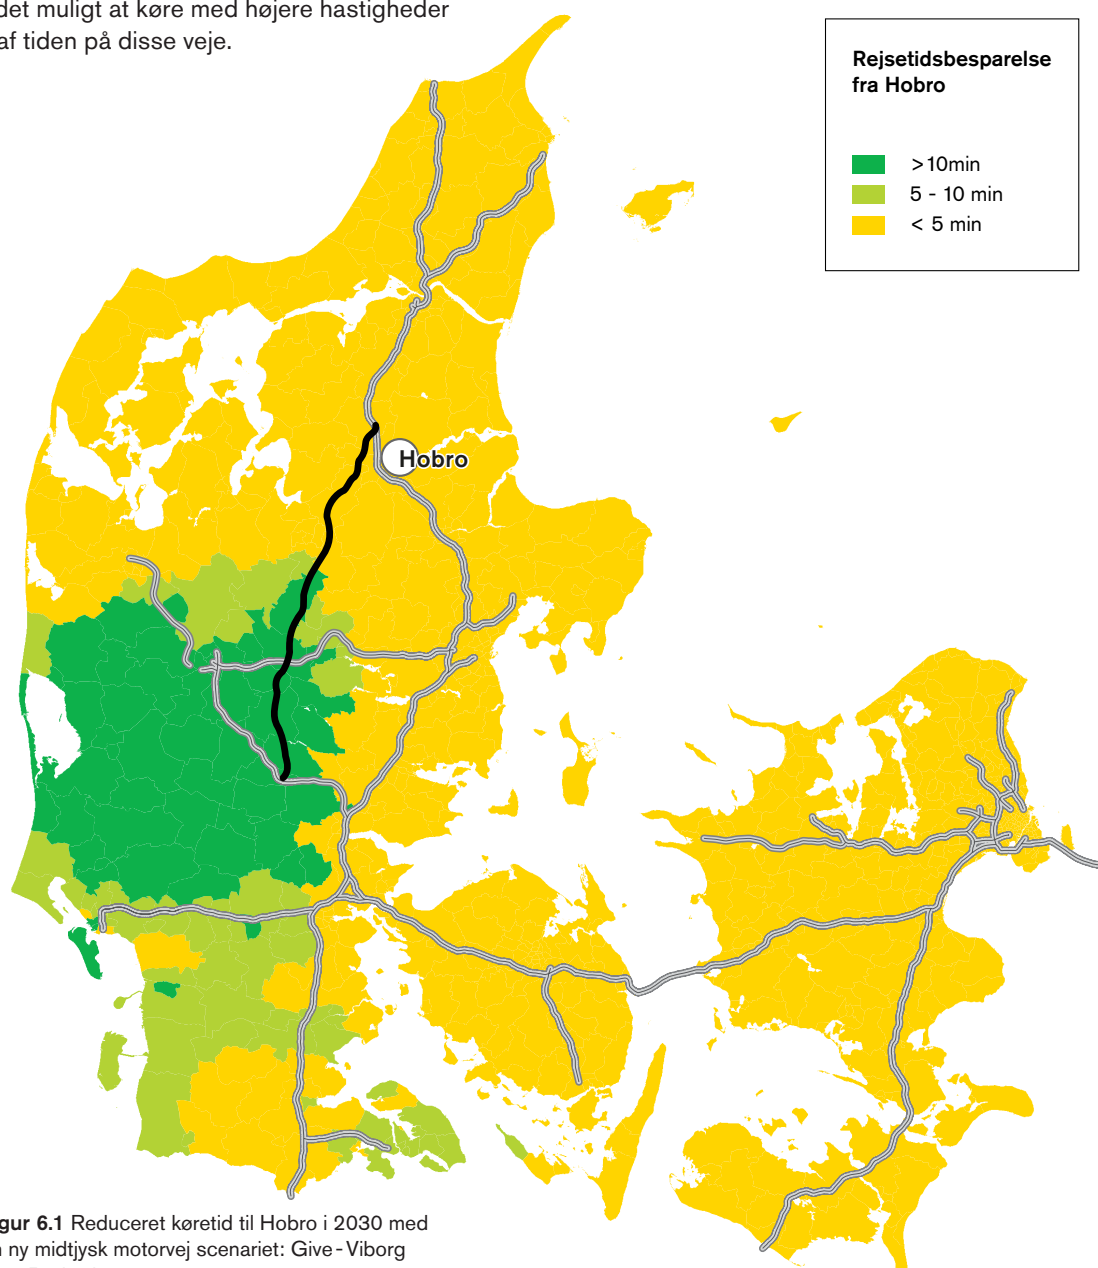 det muligt at køre med højere hastigheder
af tiden på disse veje.
Rejsetidsbesparelse
fra Hobro
>10min
5 - 10 min
< 5 min
Hobro
gur 6.1 Reduceret køretid til Hobro i 2030 med
ny midtjysk motorvej scenariet: Give-Viborg